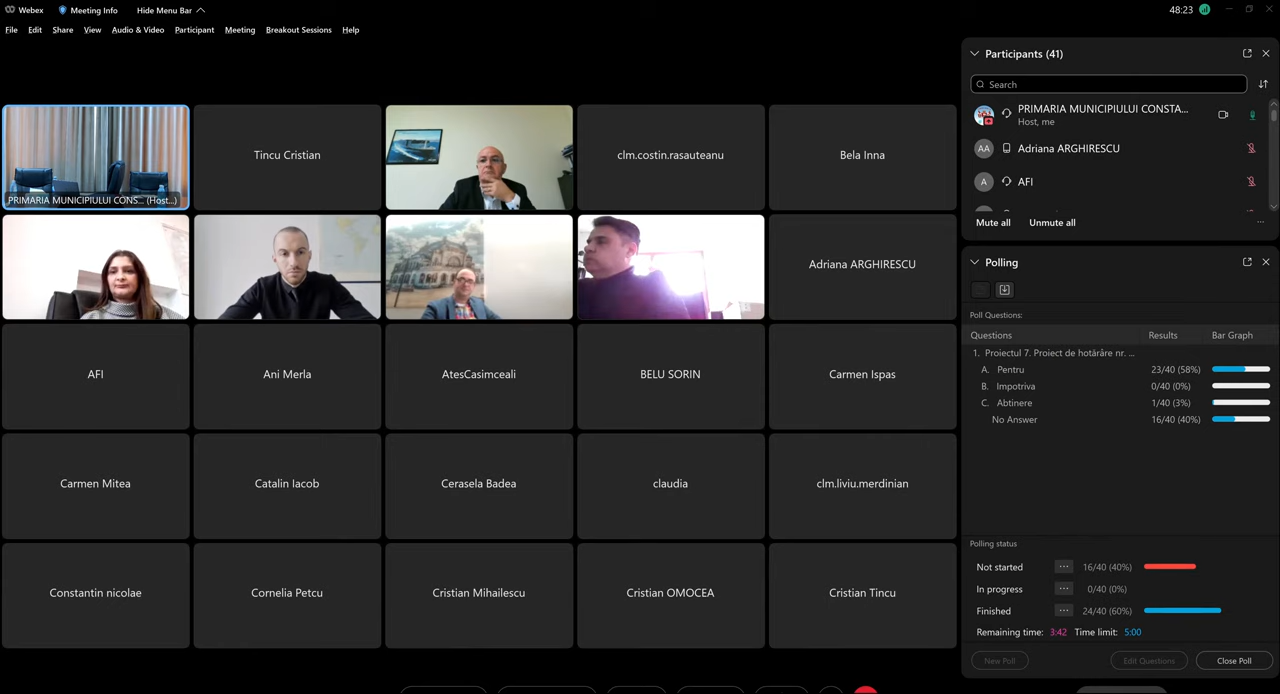 Webex Meeting Info Hide Menu Bar 48:23
File Edit Share View Audio & Video Participant Meeting Breakout Sessions Help
Participants (41)
Search
PRIMARIA MUNICIPIULUI CONSTA...
Host, me
Adriana ARGHIRESCU
AFI
Mute all Unmute all
PRIMARIA MUNICIPIULUI CONS... (Host...)
Tincu Cristian
clm.costin.rasauteanu
Bela Inna
Adriana ARGHIRESCU
AFI
Ani Merla
AtesCasimceali
BELU SORIN
Carmen Ispas
Carmen Mitea
Catalin Iacob
Cerasela Badea
claudia
clm.liviu.merdinian
Constantin nicolae
Cornelia Petcu
Cristian Mihailescu
Cristian OMOCEA
Cristian Tincu
Polling
Poll Questions:
Questions Results Bar Graph
1. Proiectul 7. Proiect de hotărâre nr. ...
A. Pentru 23/40 (58%)
B. Impotriva 0/40 (0%)
C. Abtinere 1/40 (3%)
No Answer 16/40 (40%)
Polling status
Not started 16/40 (40%)
In progress 0/40 (0%)
Finished 24/40 (60%)
Remaining time: 3:42 Time limit: 5:00
New Poll Edit Questions Close Poll